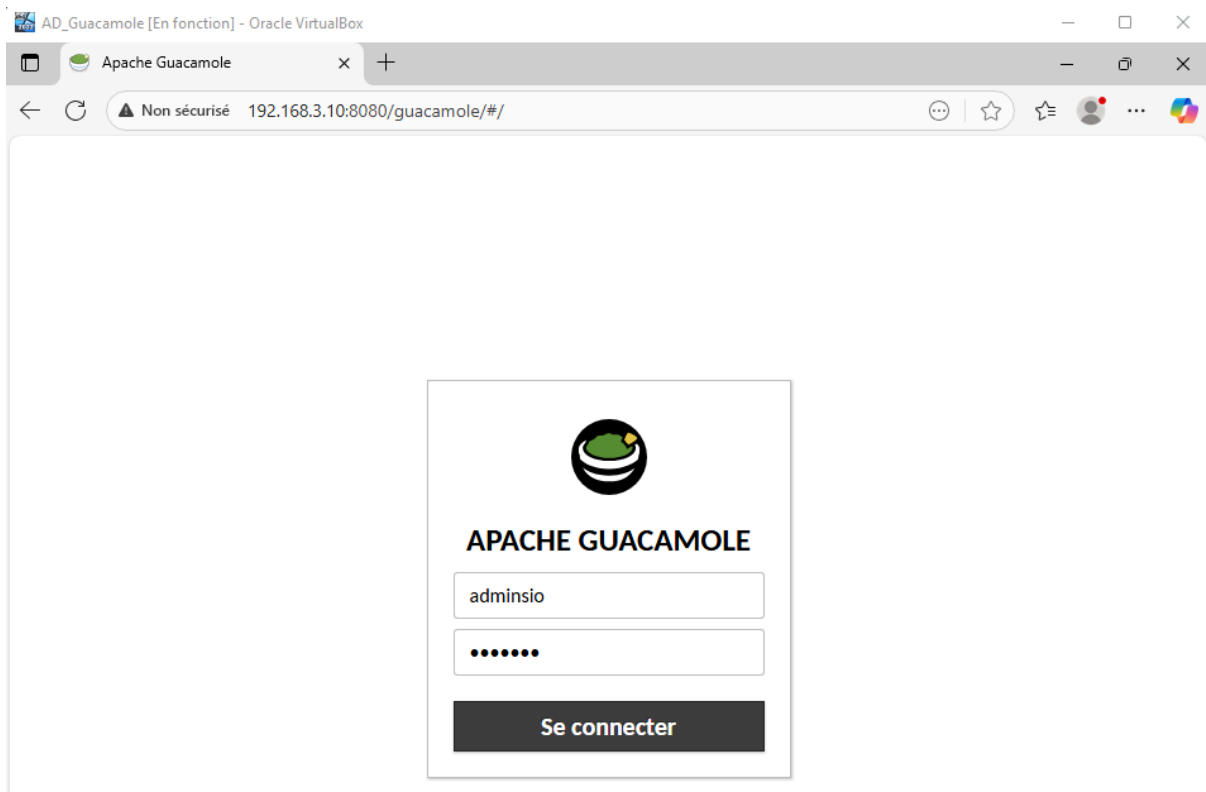 AD_Guacamole [En fonction] - Oracle VirtualBox
Apache Guacamole
Non sécurisé 192.168.3.10:8080/guacamole/#/
APACHE GUACAMOLE
adminsio
•••••••
Se connecter